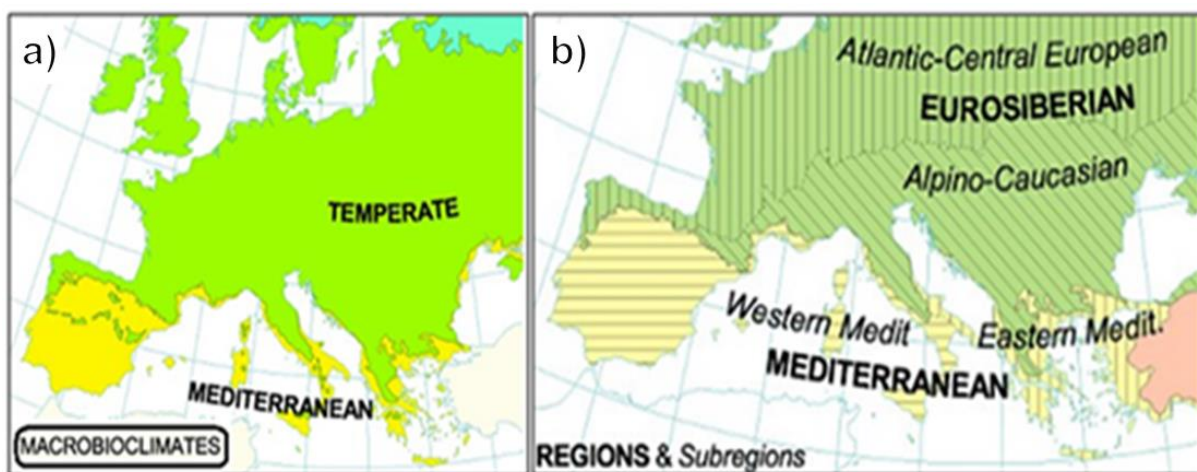 a)
TEMPERATE
MEDITERRANEAN
MACROBIOCLIMATES
b)
Atlantic-Central European
EUROSIBERIAN
Alpino-Caucasian
Western Medit
Eastern Medit.
MEDITERRANEAN
REGIONS & Subregions